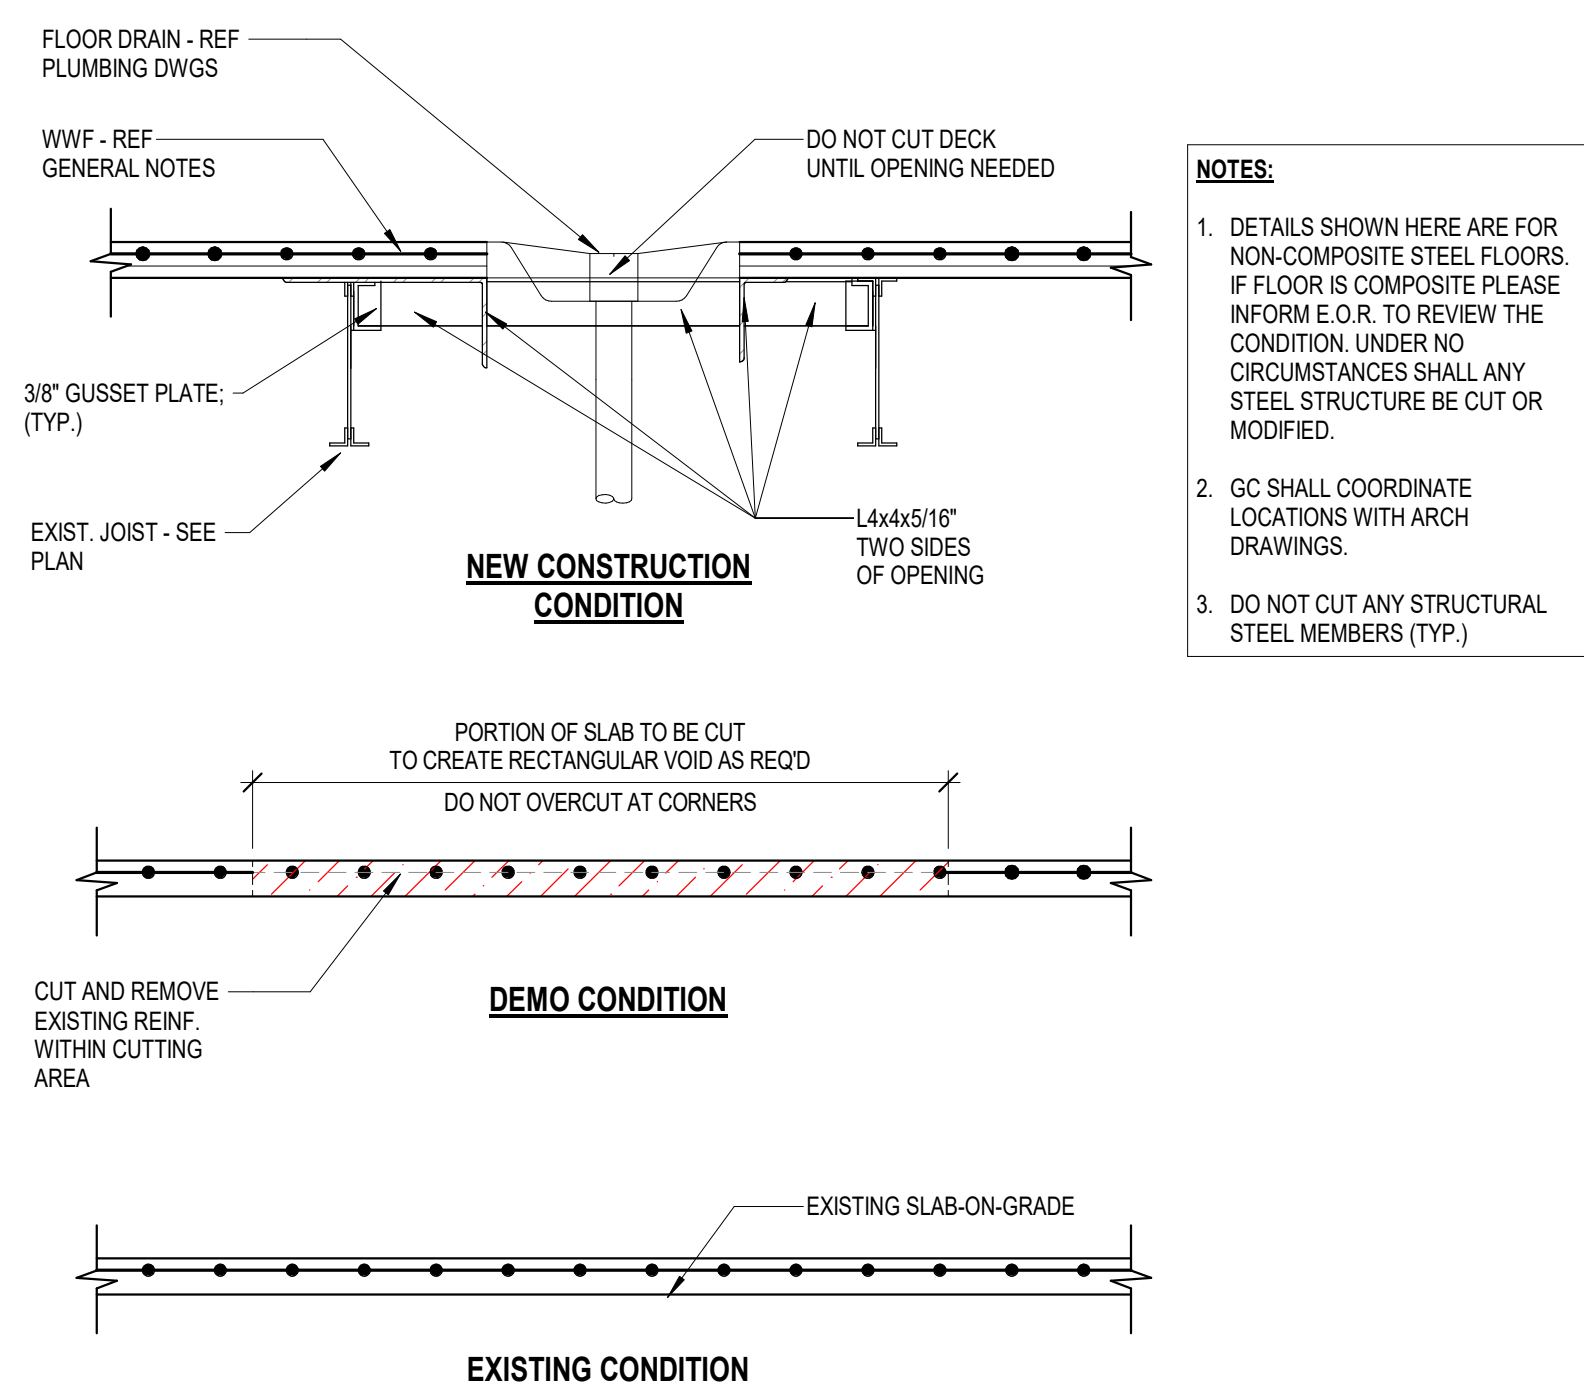 FLOOR DRAIN - REF
PLUMBING DWGS
WWF - REF
GENERAL NOTES
DO NOT CUT DECK
UNTIL OPENING NEEDED
3/8" GUSSET PLATE;
(TYP.)
EXIST. JOIST - SEE
PLAN
L4x4x5/16"
TWO SIDES
OF OPENING
NEW CONSTRUCTION
CONDITION
NOTES:
1. DETAILS SHOWN HERE ARE FOR
NON-COMPOSITE STEEL FLOORS.
IF FLOOR IS COMPOSITE PLEASE
INFORM E.O.R. TO REVIEW THE
CONDITION. UNDER NO
CIRCUMSTANCES SHALL ANY
STEEL STRUCTURE BE CUT OR
MODIFIED.
2. GC SHALL COORDINATE
LOCATIONS WITH ARCH
DRAWINGS.
3. DO NOT CUT ANY STRUCTURAL
STEEL MEMBERS (TYP.)
PORTION OF SLAB TO BE CUT
TO CREATE RECTANGULAR VOID AS REQ'D
DO NOT OVERCUT AT CORNERS
CUT AND REMOVE
EXISTING REINF.
WITHIN CUTTING
AREA
DEMO CONDITION
EXISTING SLAB-ON-GRADE
EXISTING CONDITION